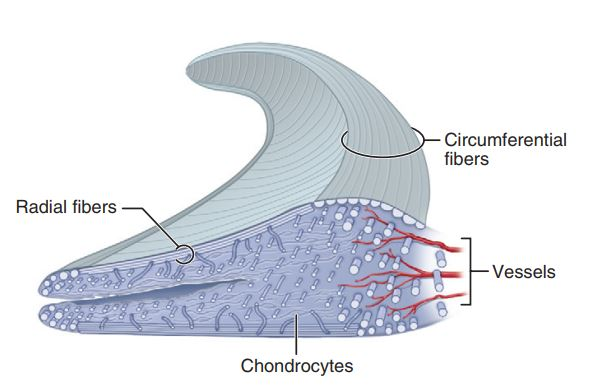 Circumferential
fibers
Radial fibers
Vessels
Chondrocytes